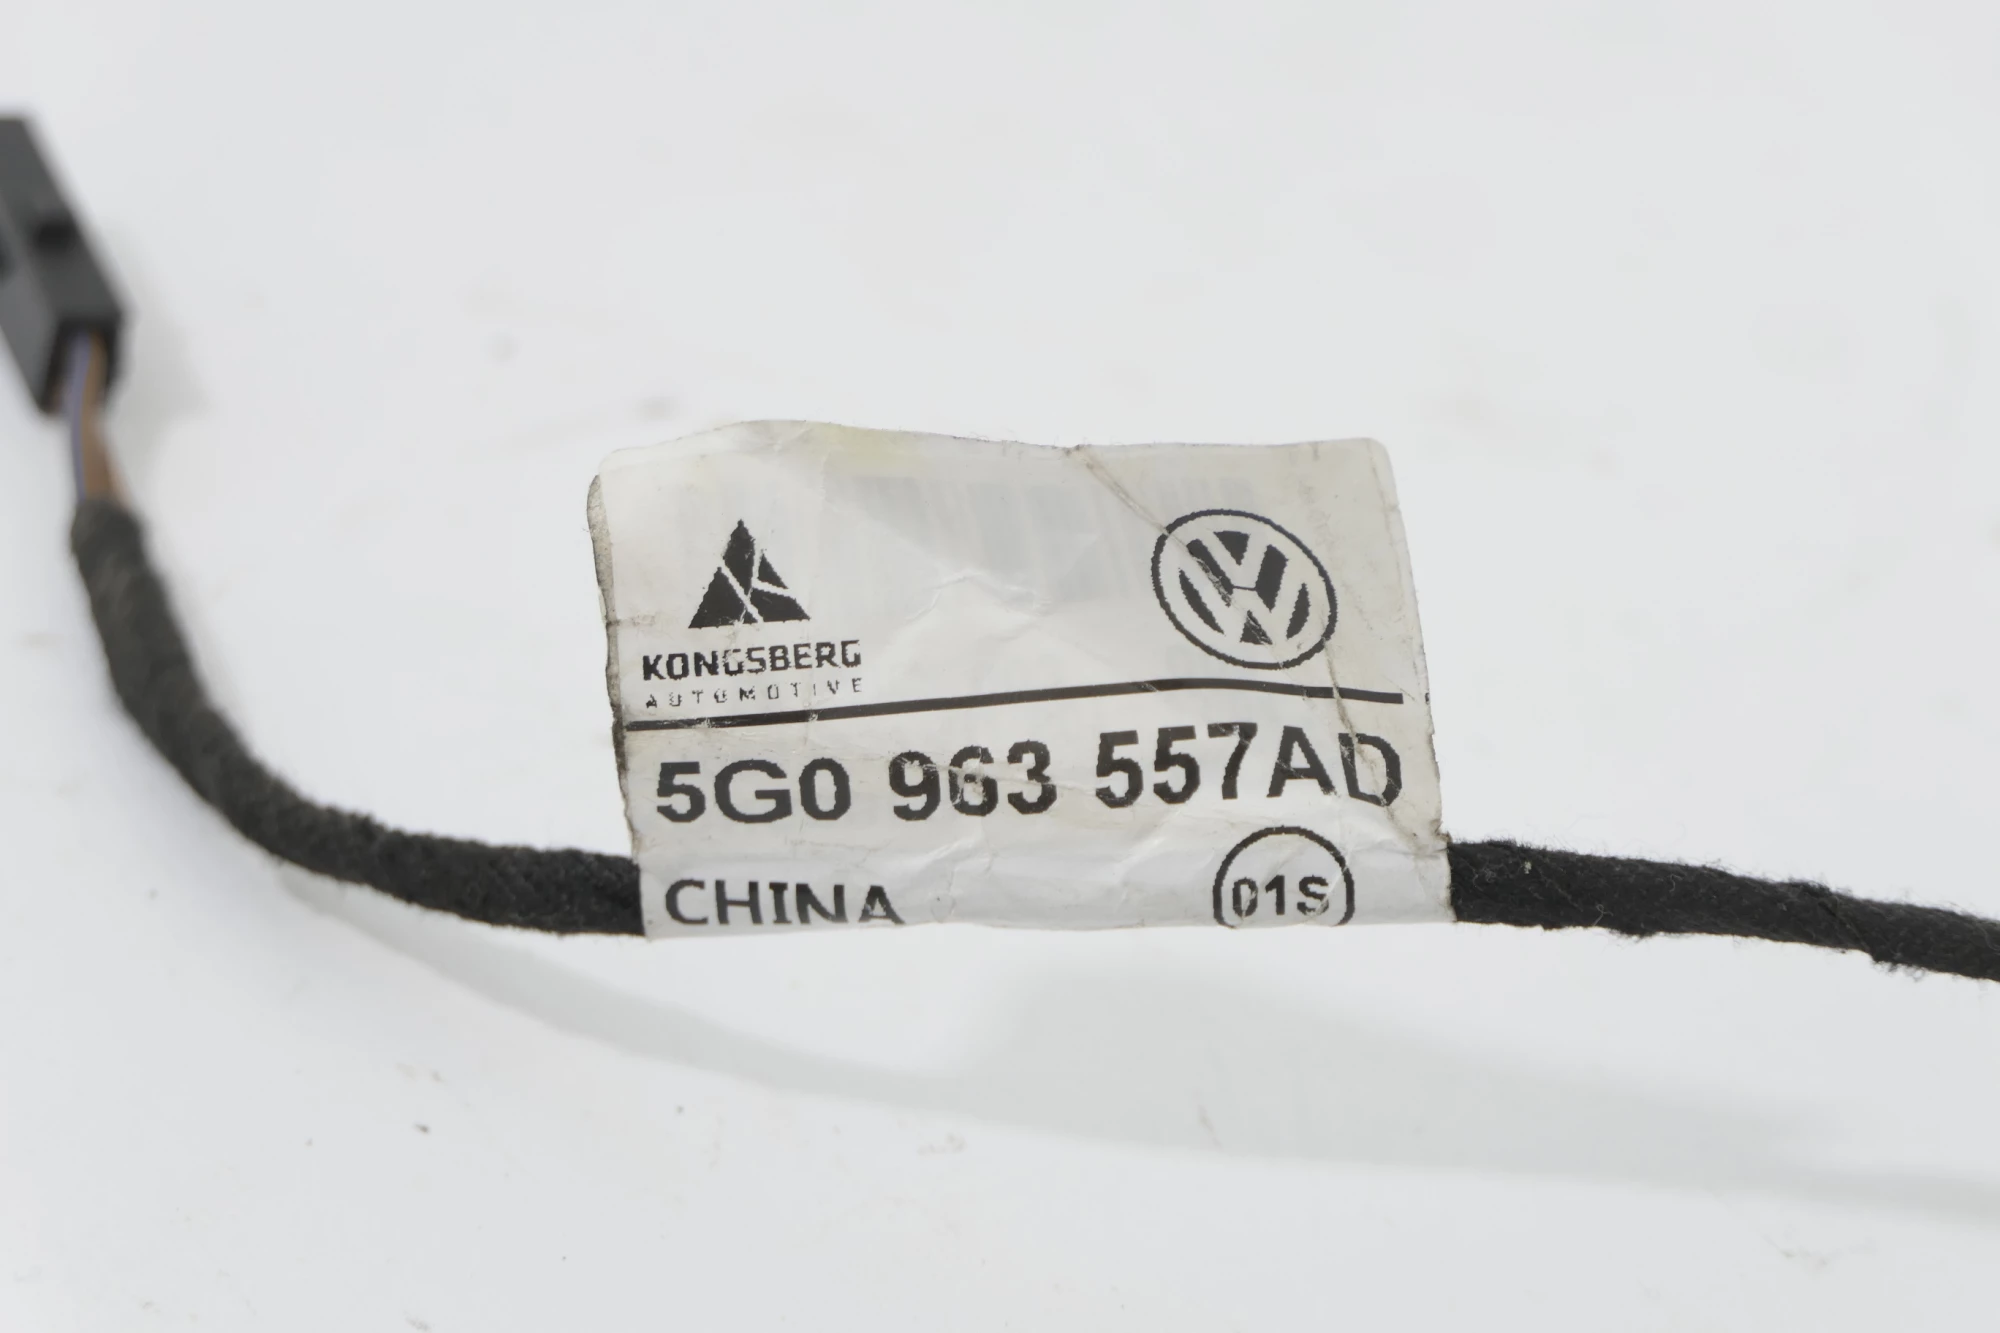 KONGSBERG
AUTOMOTIVE
5G0 963 557AD
CHINA
01S